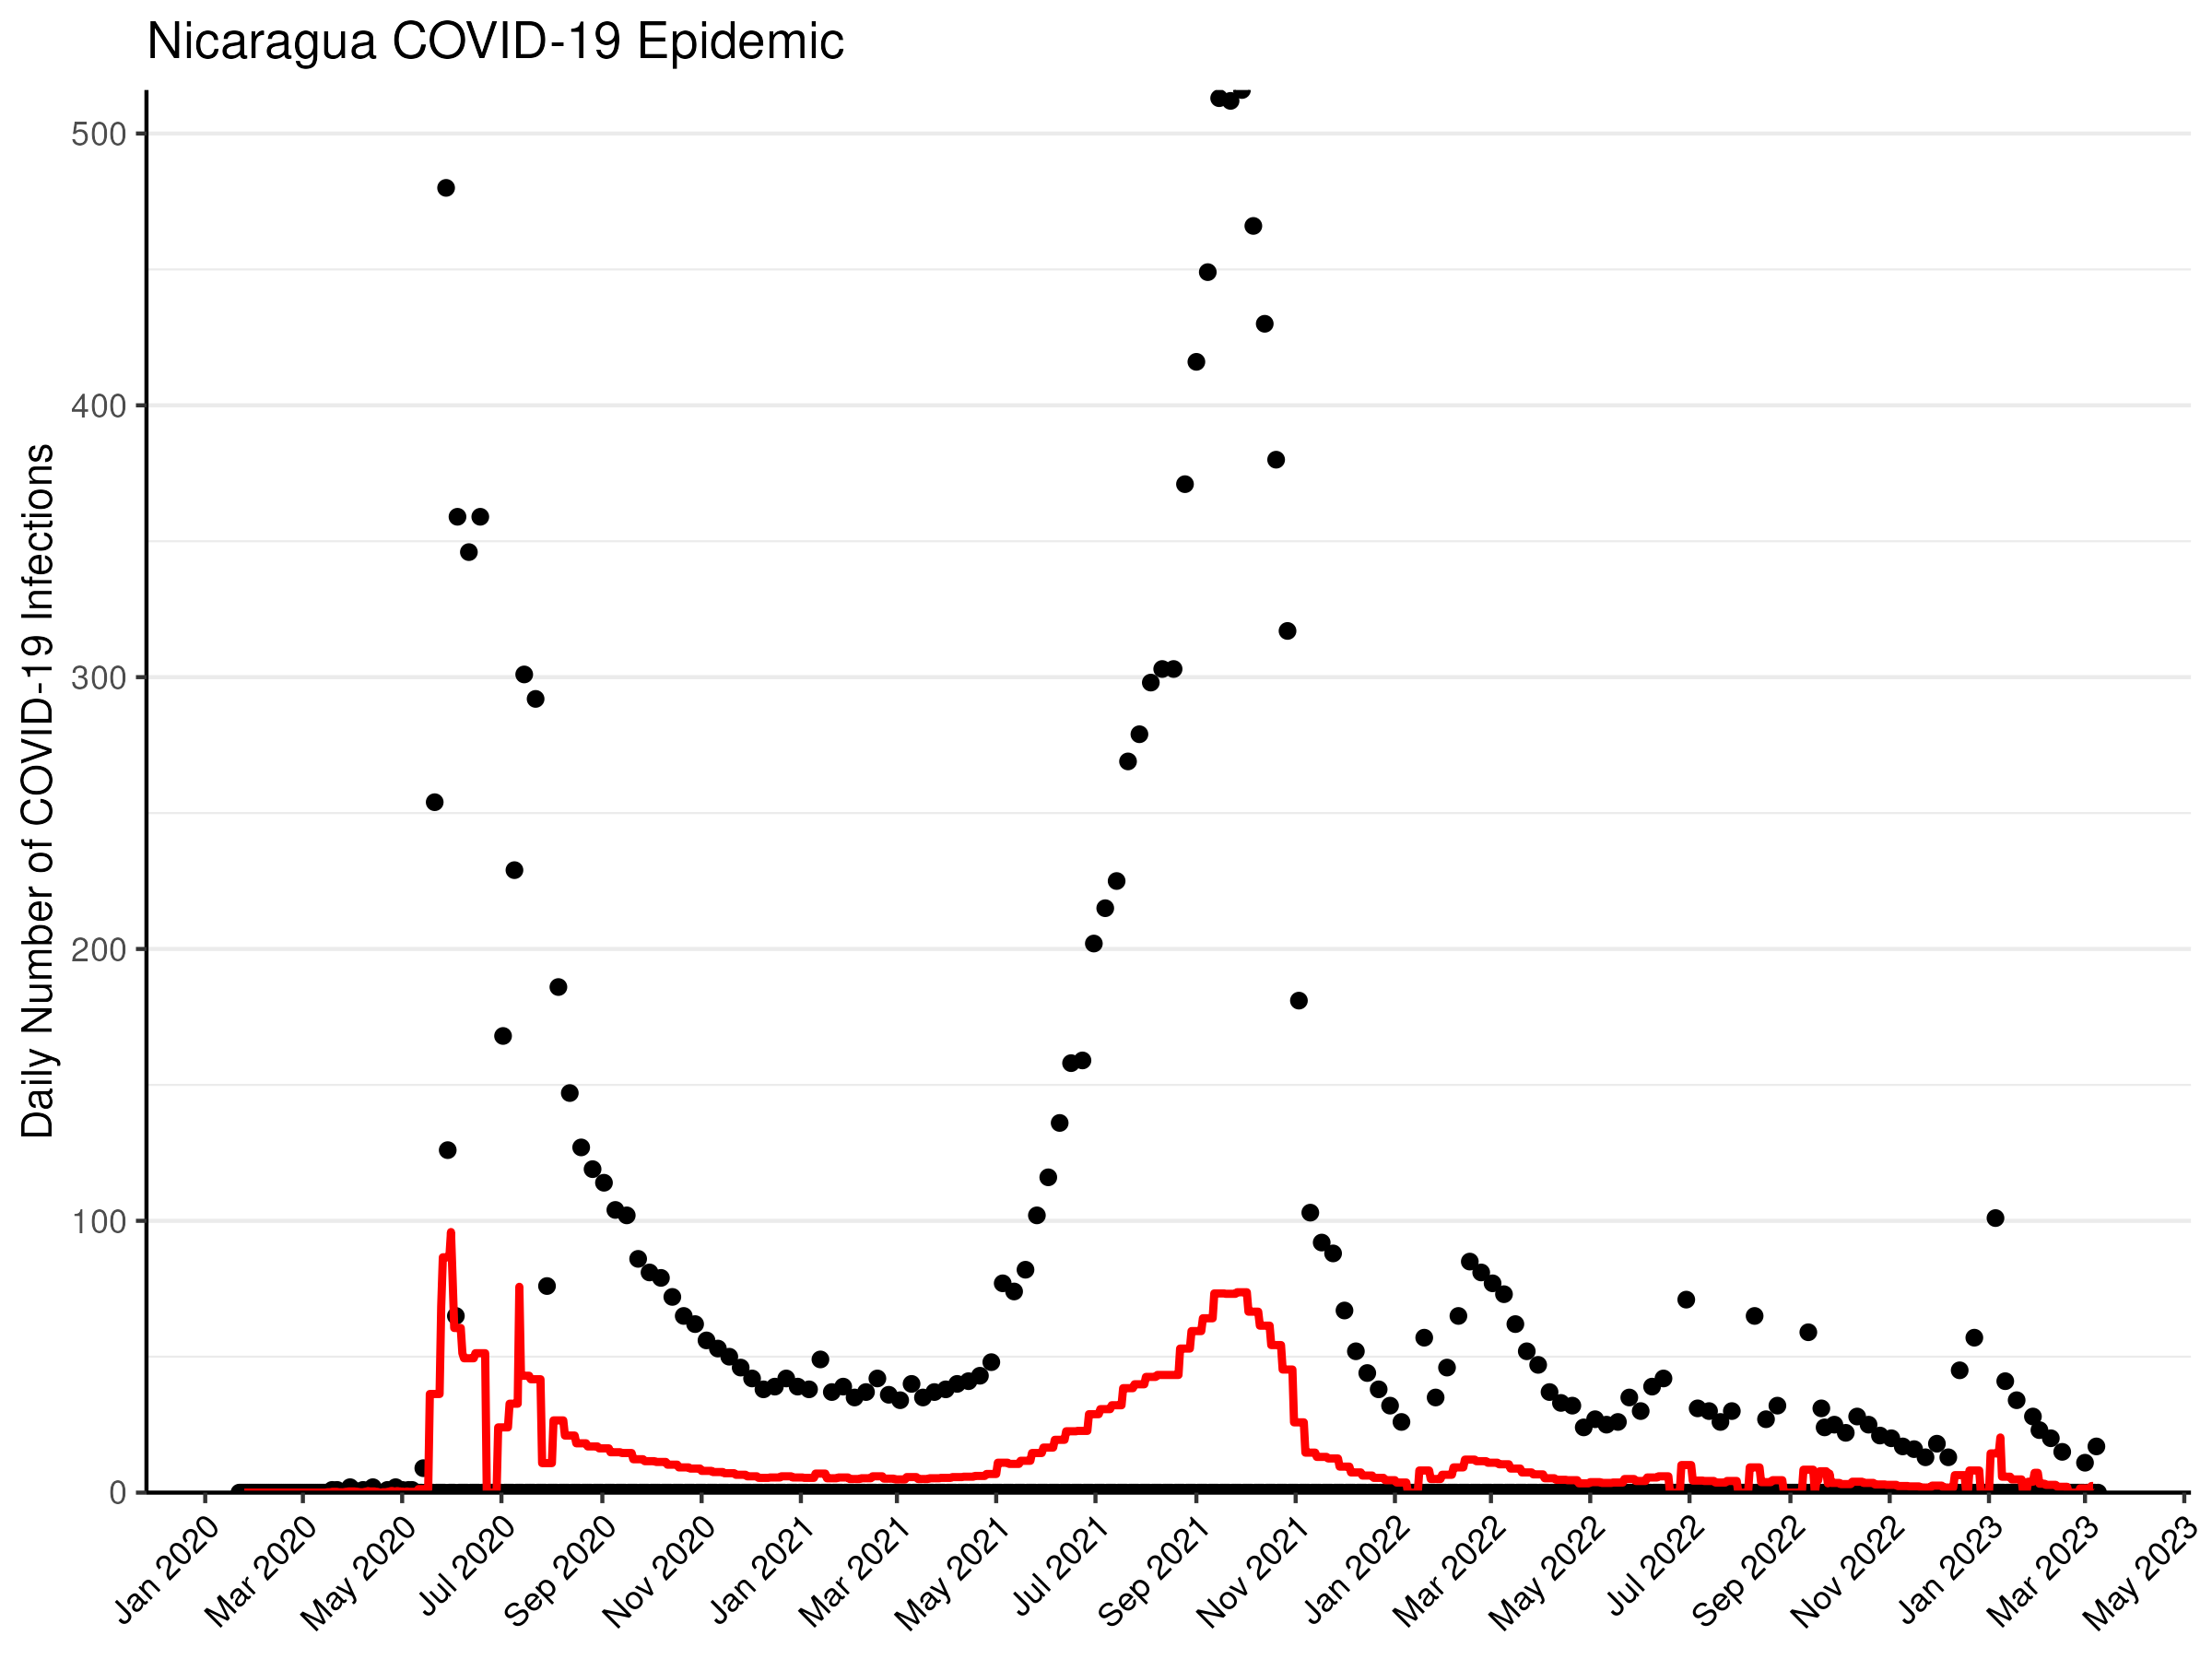 Nicaragua COVID-19 Epidemic
Daily Number of COVID-19 Infections
500
400
300
200
100
0
Jan 2020
Mar 2020
May 2020
Jul 2020
Sep 2020
Nov 2020
Jan 2021
Mar 2021
May 2021
Jul 2021
Sep 2021
Nov 2021
Jan 2022
Mar 2022
May 2022
Jul 2022
Sep 2022
Nov 2022
Jan 2023
Mar 2023
May 2023